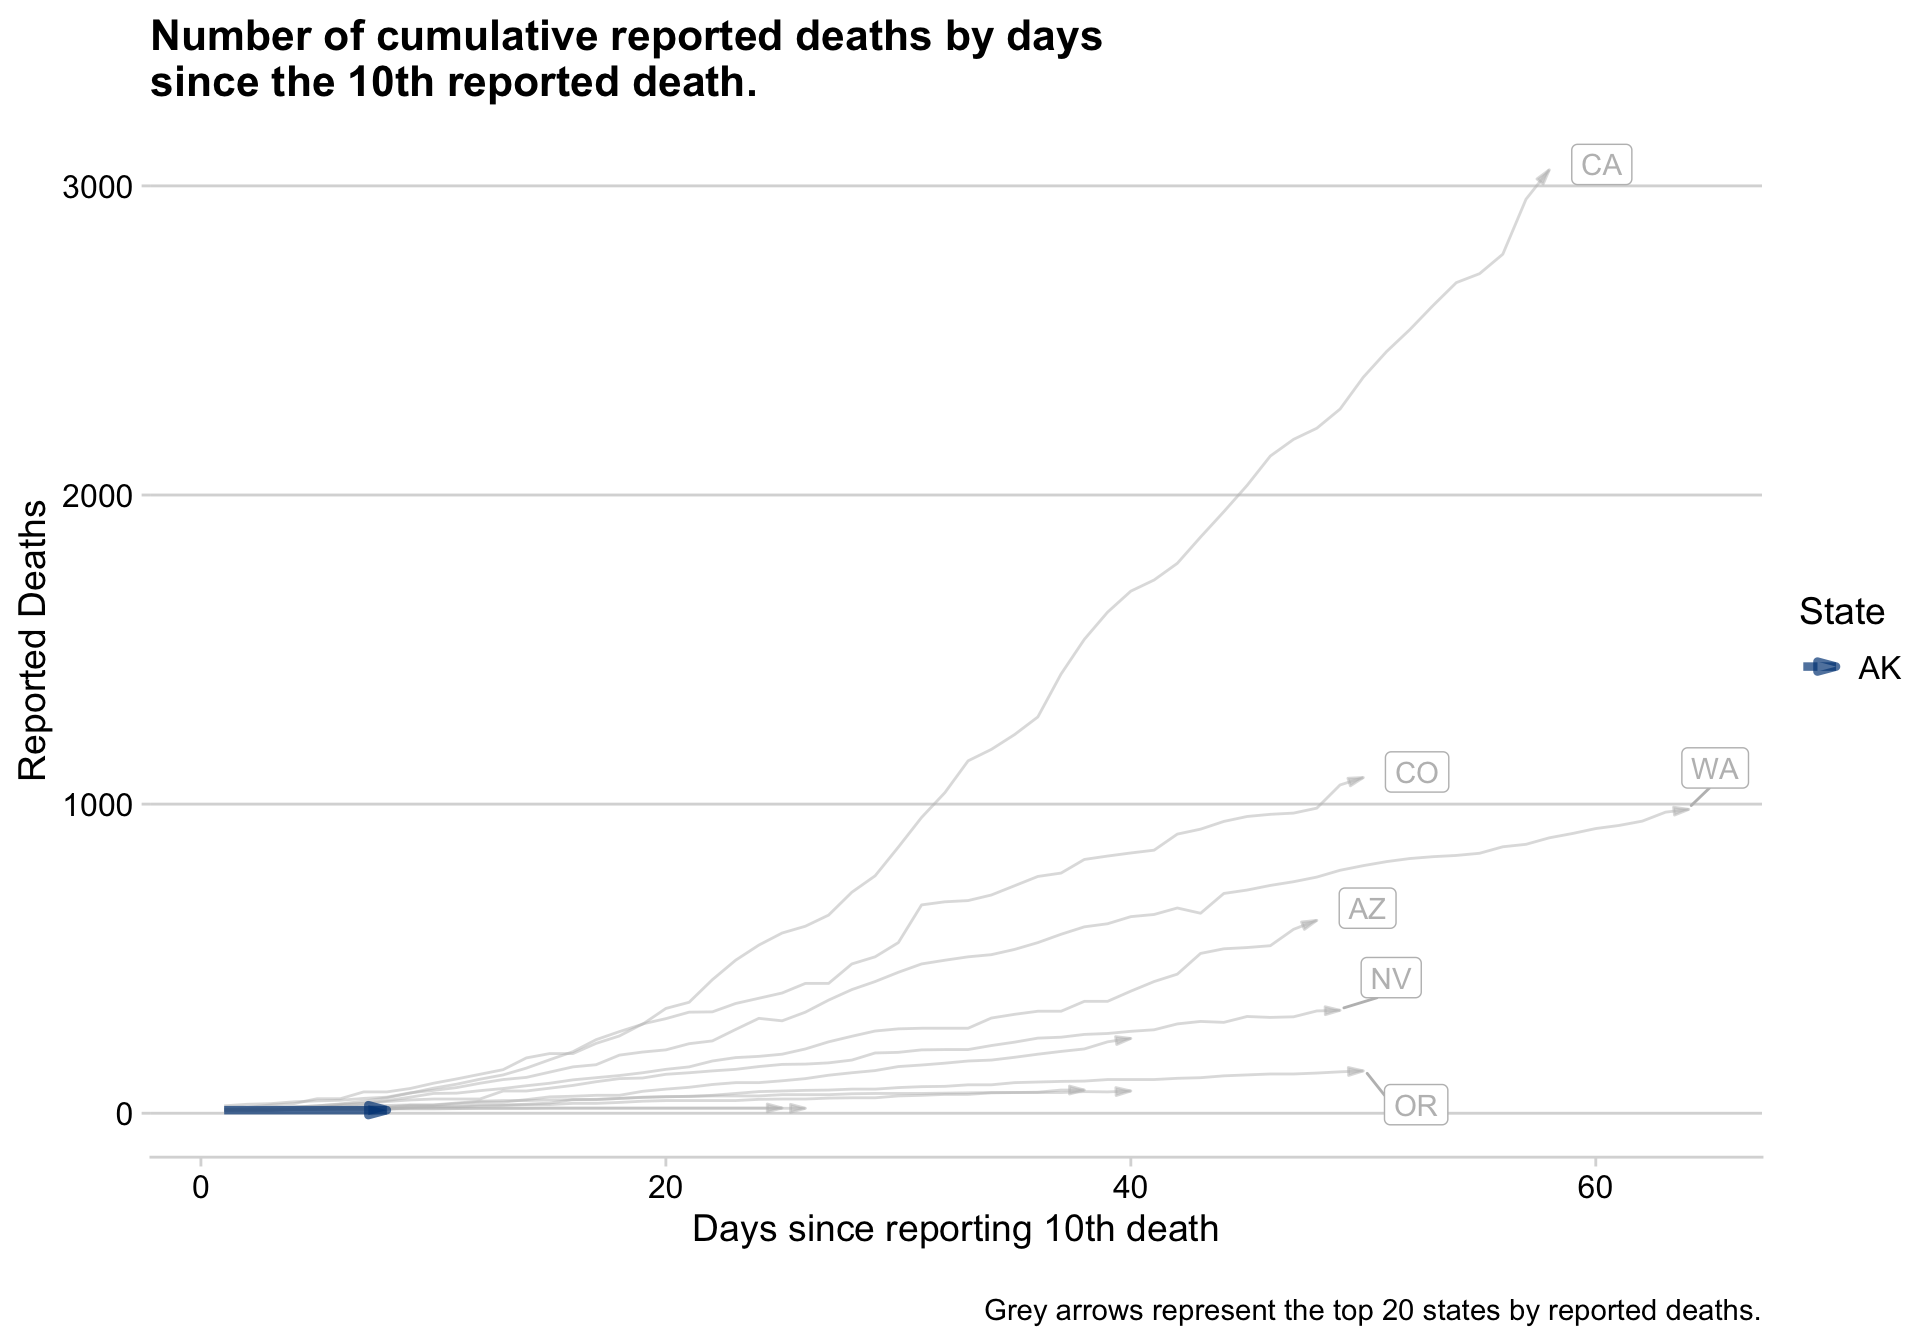 Number of cumulative reported deaths by days
since the 10th reported death.
CA
3000
2000
Reported Deaths
State
AK
CO
WA
1000
AZ
NV
OR
0
0 20 40 60
Days since reporting 10th death
Grey arrows represent the top 20 states by reported deaths.